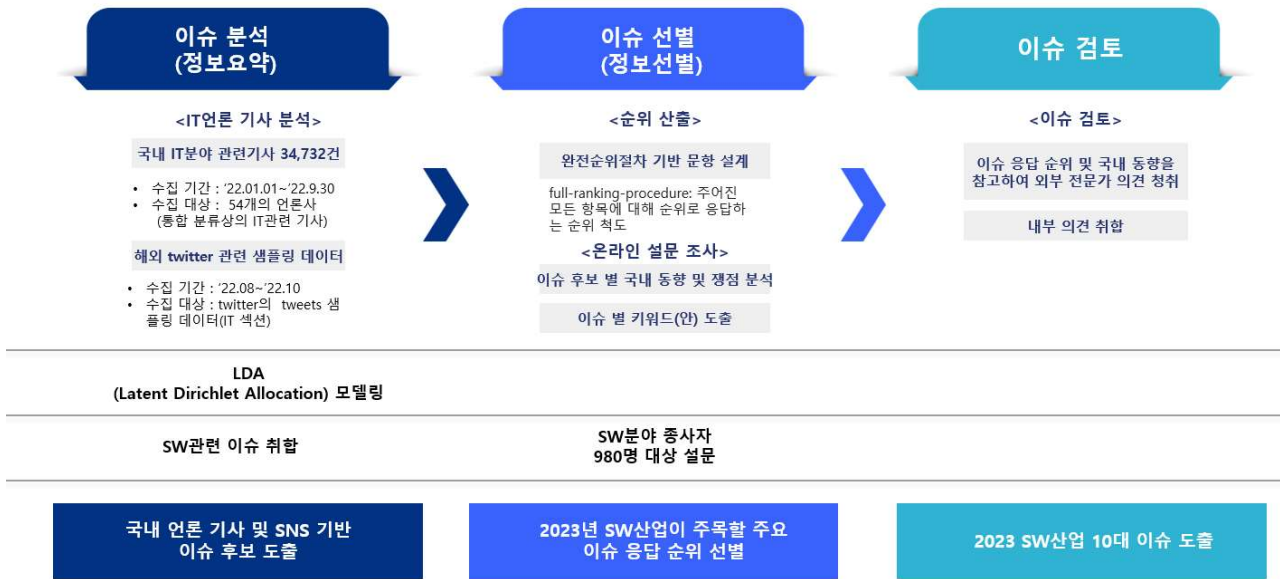 이슈 분석
(정보요약)
<IT언론 기사 분석>
국내 IT분야 관련기사 34,732건
• 수집 기간 : ’22.01.01~’22.9.30
• 수집 대상 : 54개의 언론사
(통합 분류상의 IT관련 기사)
해외 twitter 관련 샘플링 데이터
• 수집 기간 : ’22.08~’22.10
• 수집 대상 : twitter의 tweets 샘
플링 데이터(IT 섹션)
이슈 선별
(정보선별)
<순위 산출>
완전순위절차 기반 문항 설계
full-ranking-procedure: 주어진
모든 항목에 대해 순위로 응답하
는 순위 척도
<온라인 설문 조사>
이슈 후보 별 국내 동향 및 쟁점 분석
이슈 별 키워드(안) 도출
이슈 검토
<이슈 검토>
이슈 응답 순위 및 국내 동향을
참고하여 외부 전문가 의견 청취
내부 의견 취합
LDA
(Latent Dirichlet Allocation) 모델링
SW관련 이슈 취합
SW분야 종사자
980명 대상 설문
국내 언론 기사 및 SNS 기반
이슈 후보 도출
2023년 SW산업이 주목할 주요
이슈 응답 순위 선별
2023 SW산업 10대 이슈 도출